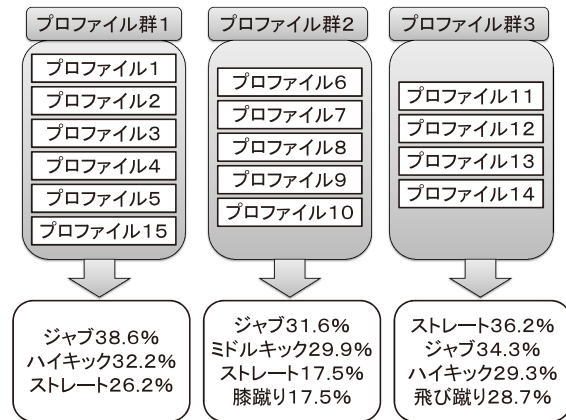 プロファイル群1
プロファイル1
プロファイル2
プロファイル3
プロファイル4
プロファイル5
プロファイル15
ジャブ38.6%
ハイキック32.2%
ストレート26.2%
プロファイル群2
プロファイル6
プロファイル7
プロファイル8
プロファイル9
プロファイル10
ジャブ31.6%
ミドルキック29.9%
ストレート17.5%
膝蹴り17.5%
プロファイル群3
プロファイル11
プロファイル12
プロファイル13
プロファイル14
ストレート36.2%
ジャブ34.3%
ハイキック29.3%
飛び蹴り28.7%